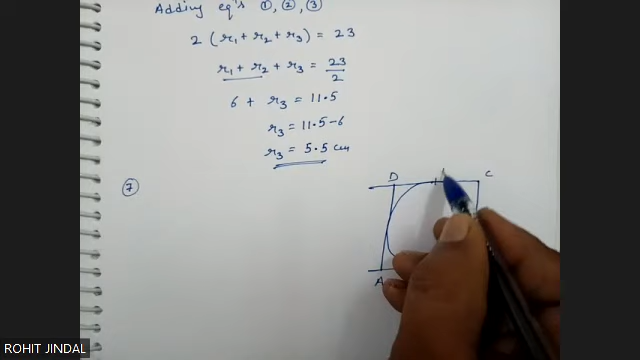 Adding eq's ①, ②, ③
2 (r₁ + r₂ + r₃) = 23
r₁ + r₂ + r₃ = 23/2
6 + r₃ = 11.5
r₃ = 11.5 - 6
r₃ = 5.5 cm
⑦
D C
A
ROHIT JINDAL